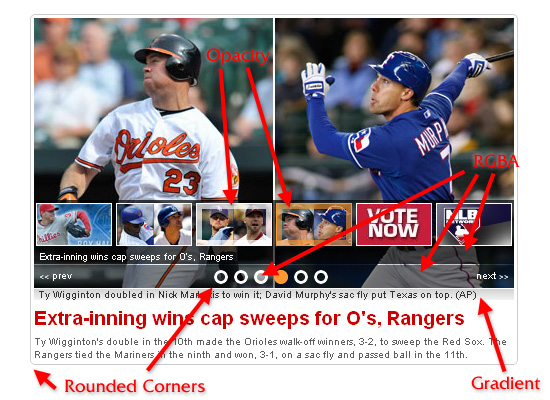 Opacity
Orioles
23
MURP
RGBA
VOTE
NOW
MLB
Extra-inning wins cap sweeps for O's, Rangers
<< prev
next >>
Ty Wigginton doubled in Nick Markakis to win it; David Murphy's sac fly put Texas on top. (AP)
Extra-inning wins cap sweeps for O's, Rangers
Ty Wigginton's double in the 10th made the Orioles walk-off winners, 3-2, to sweep the Red Sox. The
Rangers tied the Mariners in the ninth and won, 3-1, on a sac fly and passed ball in the 11th.
Rounded Corners
Gradient